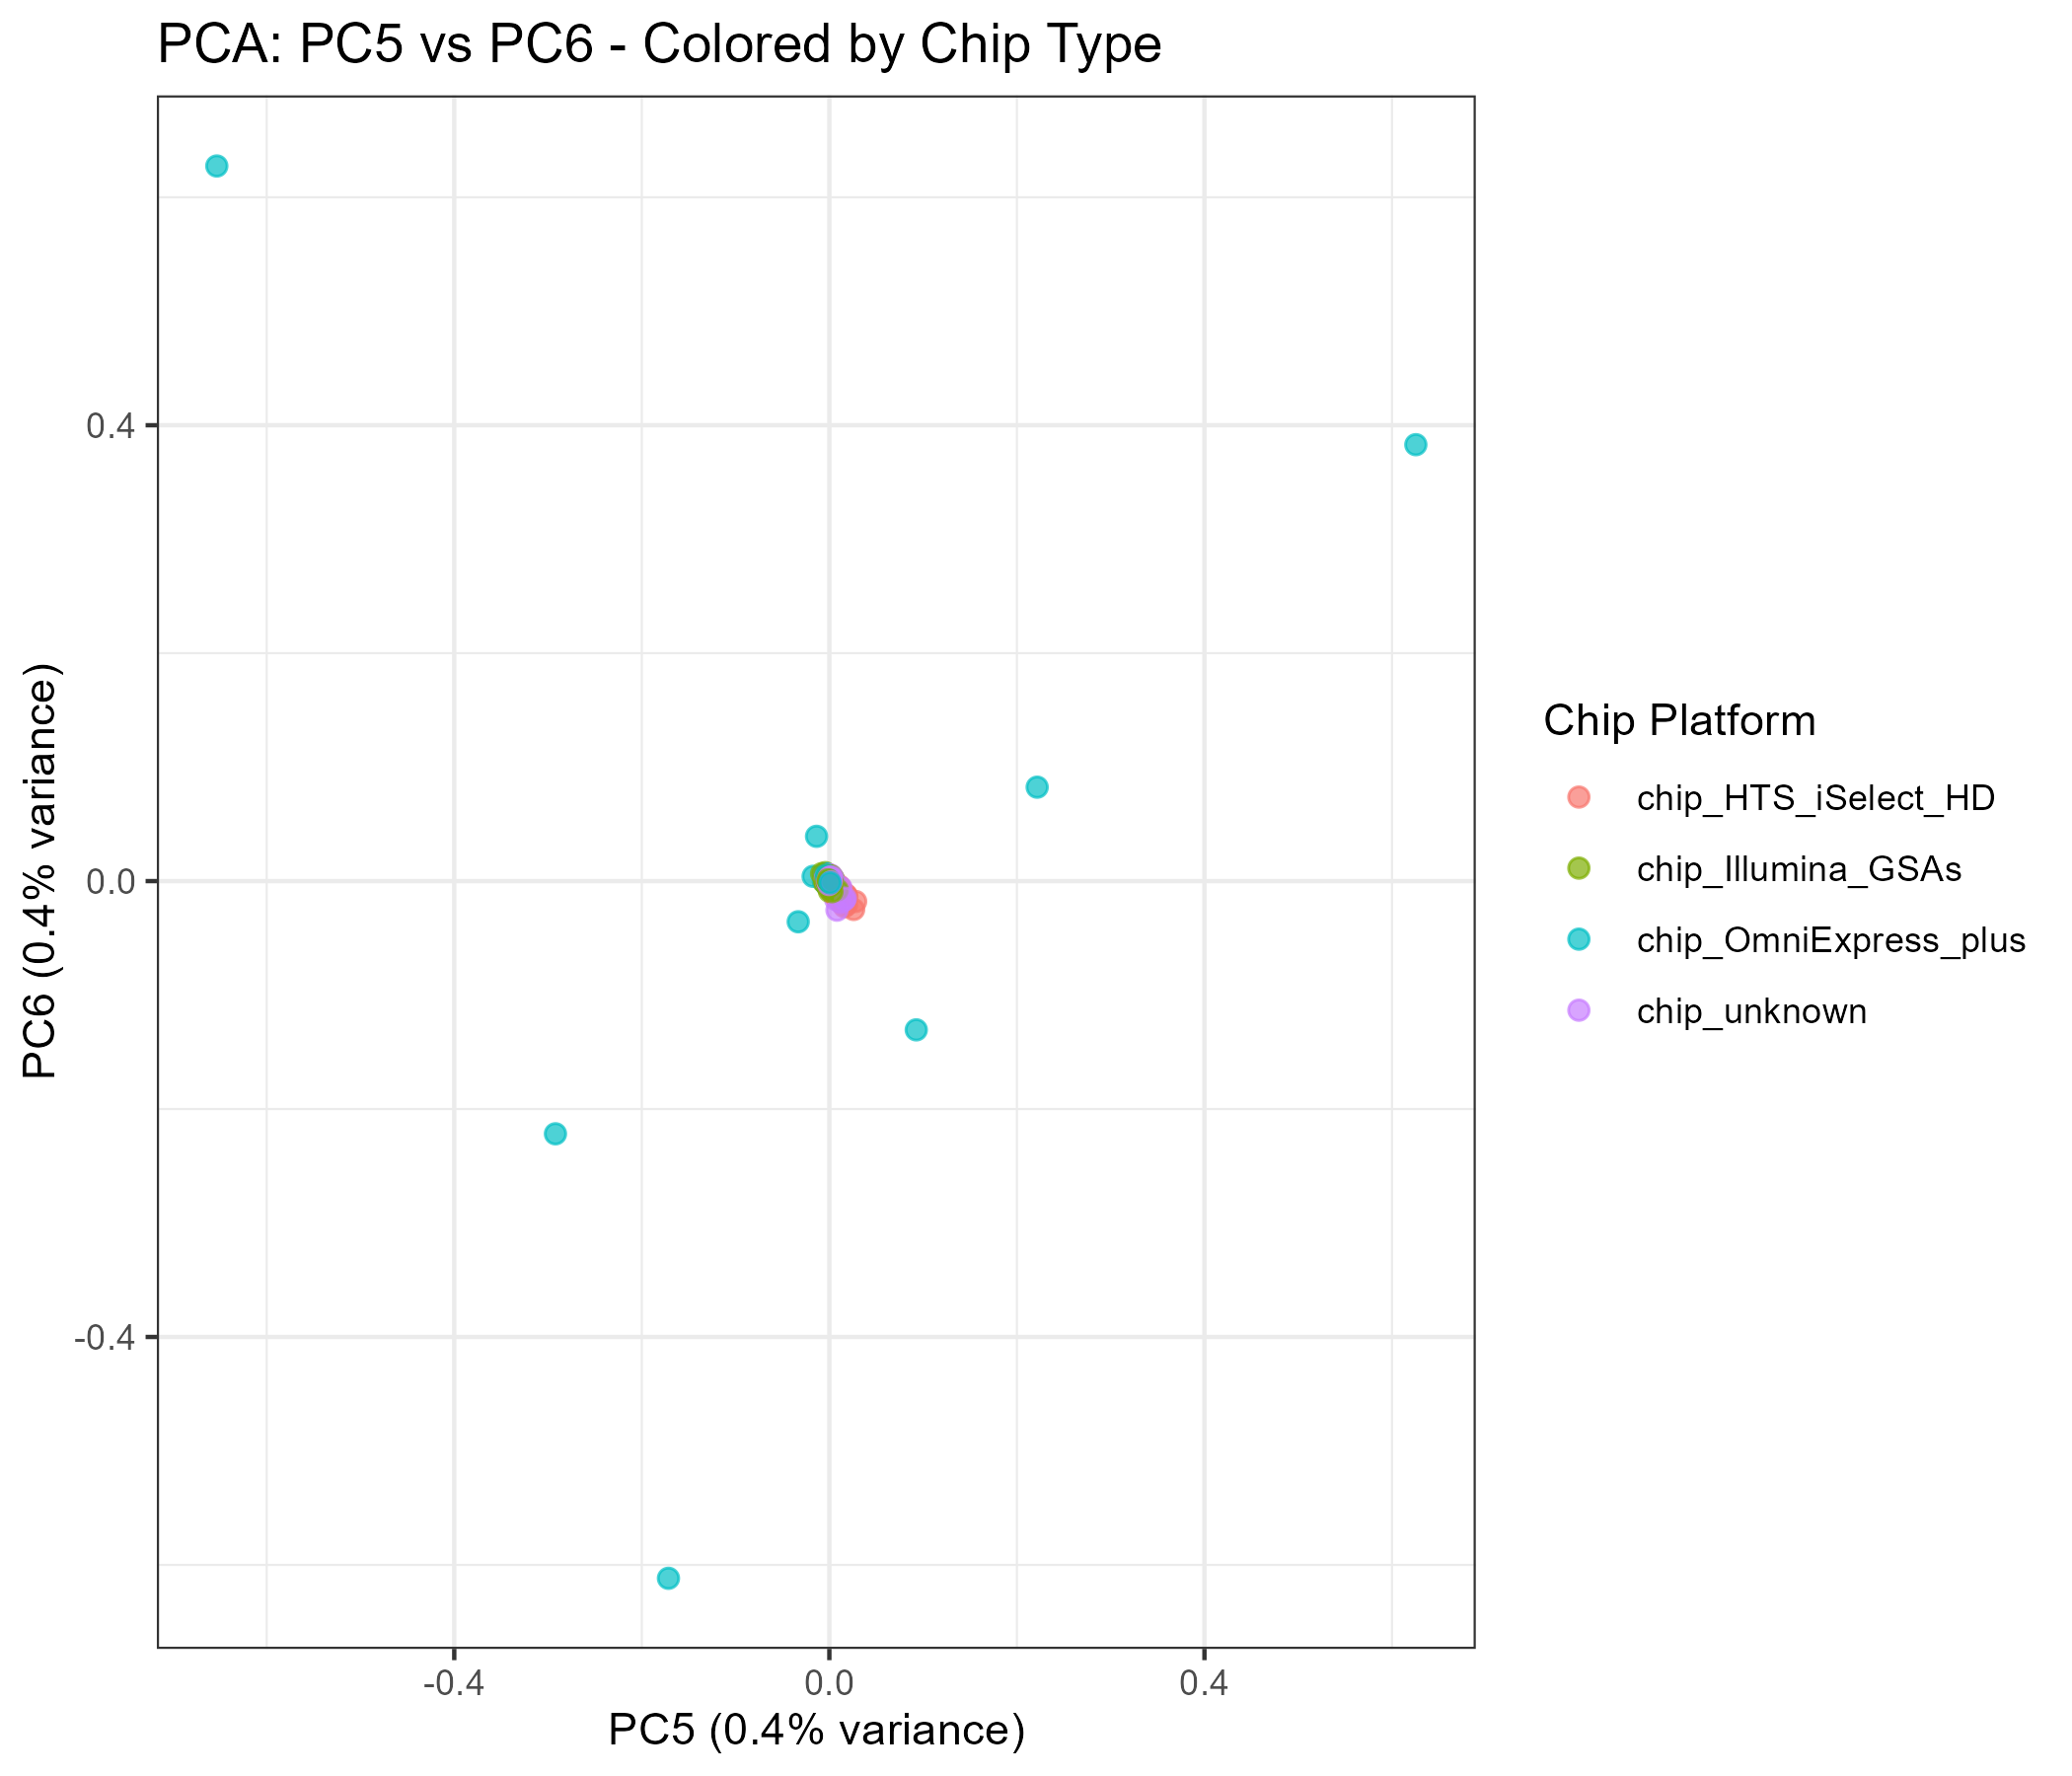 PCA: PC5 vs PC6 - Colored by Chip Type
PC6 (0.4% variance)
0.4
0.0
-0.4
-0.4
0.0
0.4
PC5 (0.4% variance)
Chip Platform
chip_HTS_iSelect_HD
chip_Illumina_GSAs
chip_OmniExpress_plus
chip_unknown